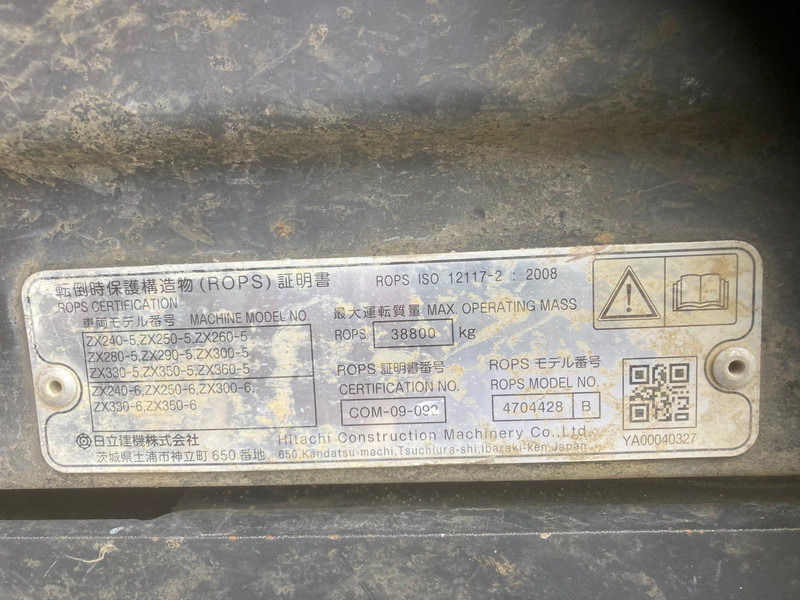 転倒時保護構造物(ROPS)証明書 ROPS ISO 12117-2 : 2008
ROPS CERTIFICATION
車両モデル番号 MACHINE MODEL NO.
ZX240-5,ZX250-5,ZX260-5
ZX280-5,ZX290-5,ZX300-5
ZX330-5,ZX350-5,ZX360-5
ZX240-6,ZX250-6,ZX300-6,
ZX330-6,ZX350-6
最大運転質量 MAX. OPERATING MASS
ROPS 38800 kg
ROPS 証明書番号
CERTIFICATION NO.
COM-09-092
ROPS モデル番号
ROPS MODEL NO.
4704428 B
YA00040327
日立建機株式会社 Hitachi Construction Machinery Co.,Ltd.
茨城県土浦市神立町 650 番地 650,Kandatsu-machi,Tsuchiura-shi,Ibaraki-ken,Japan